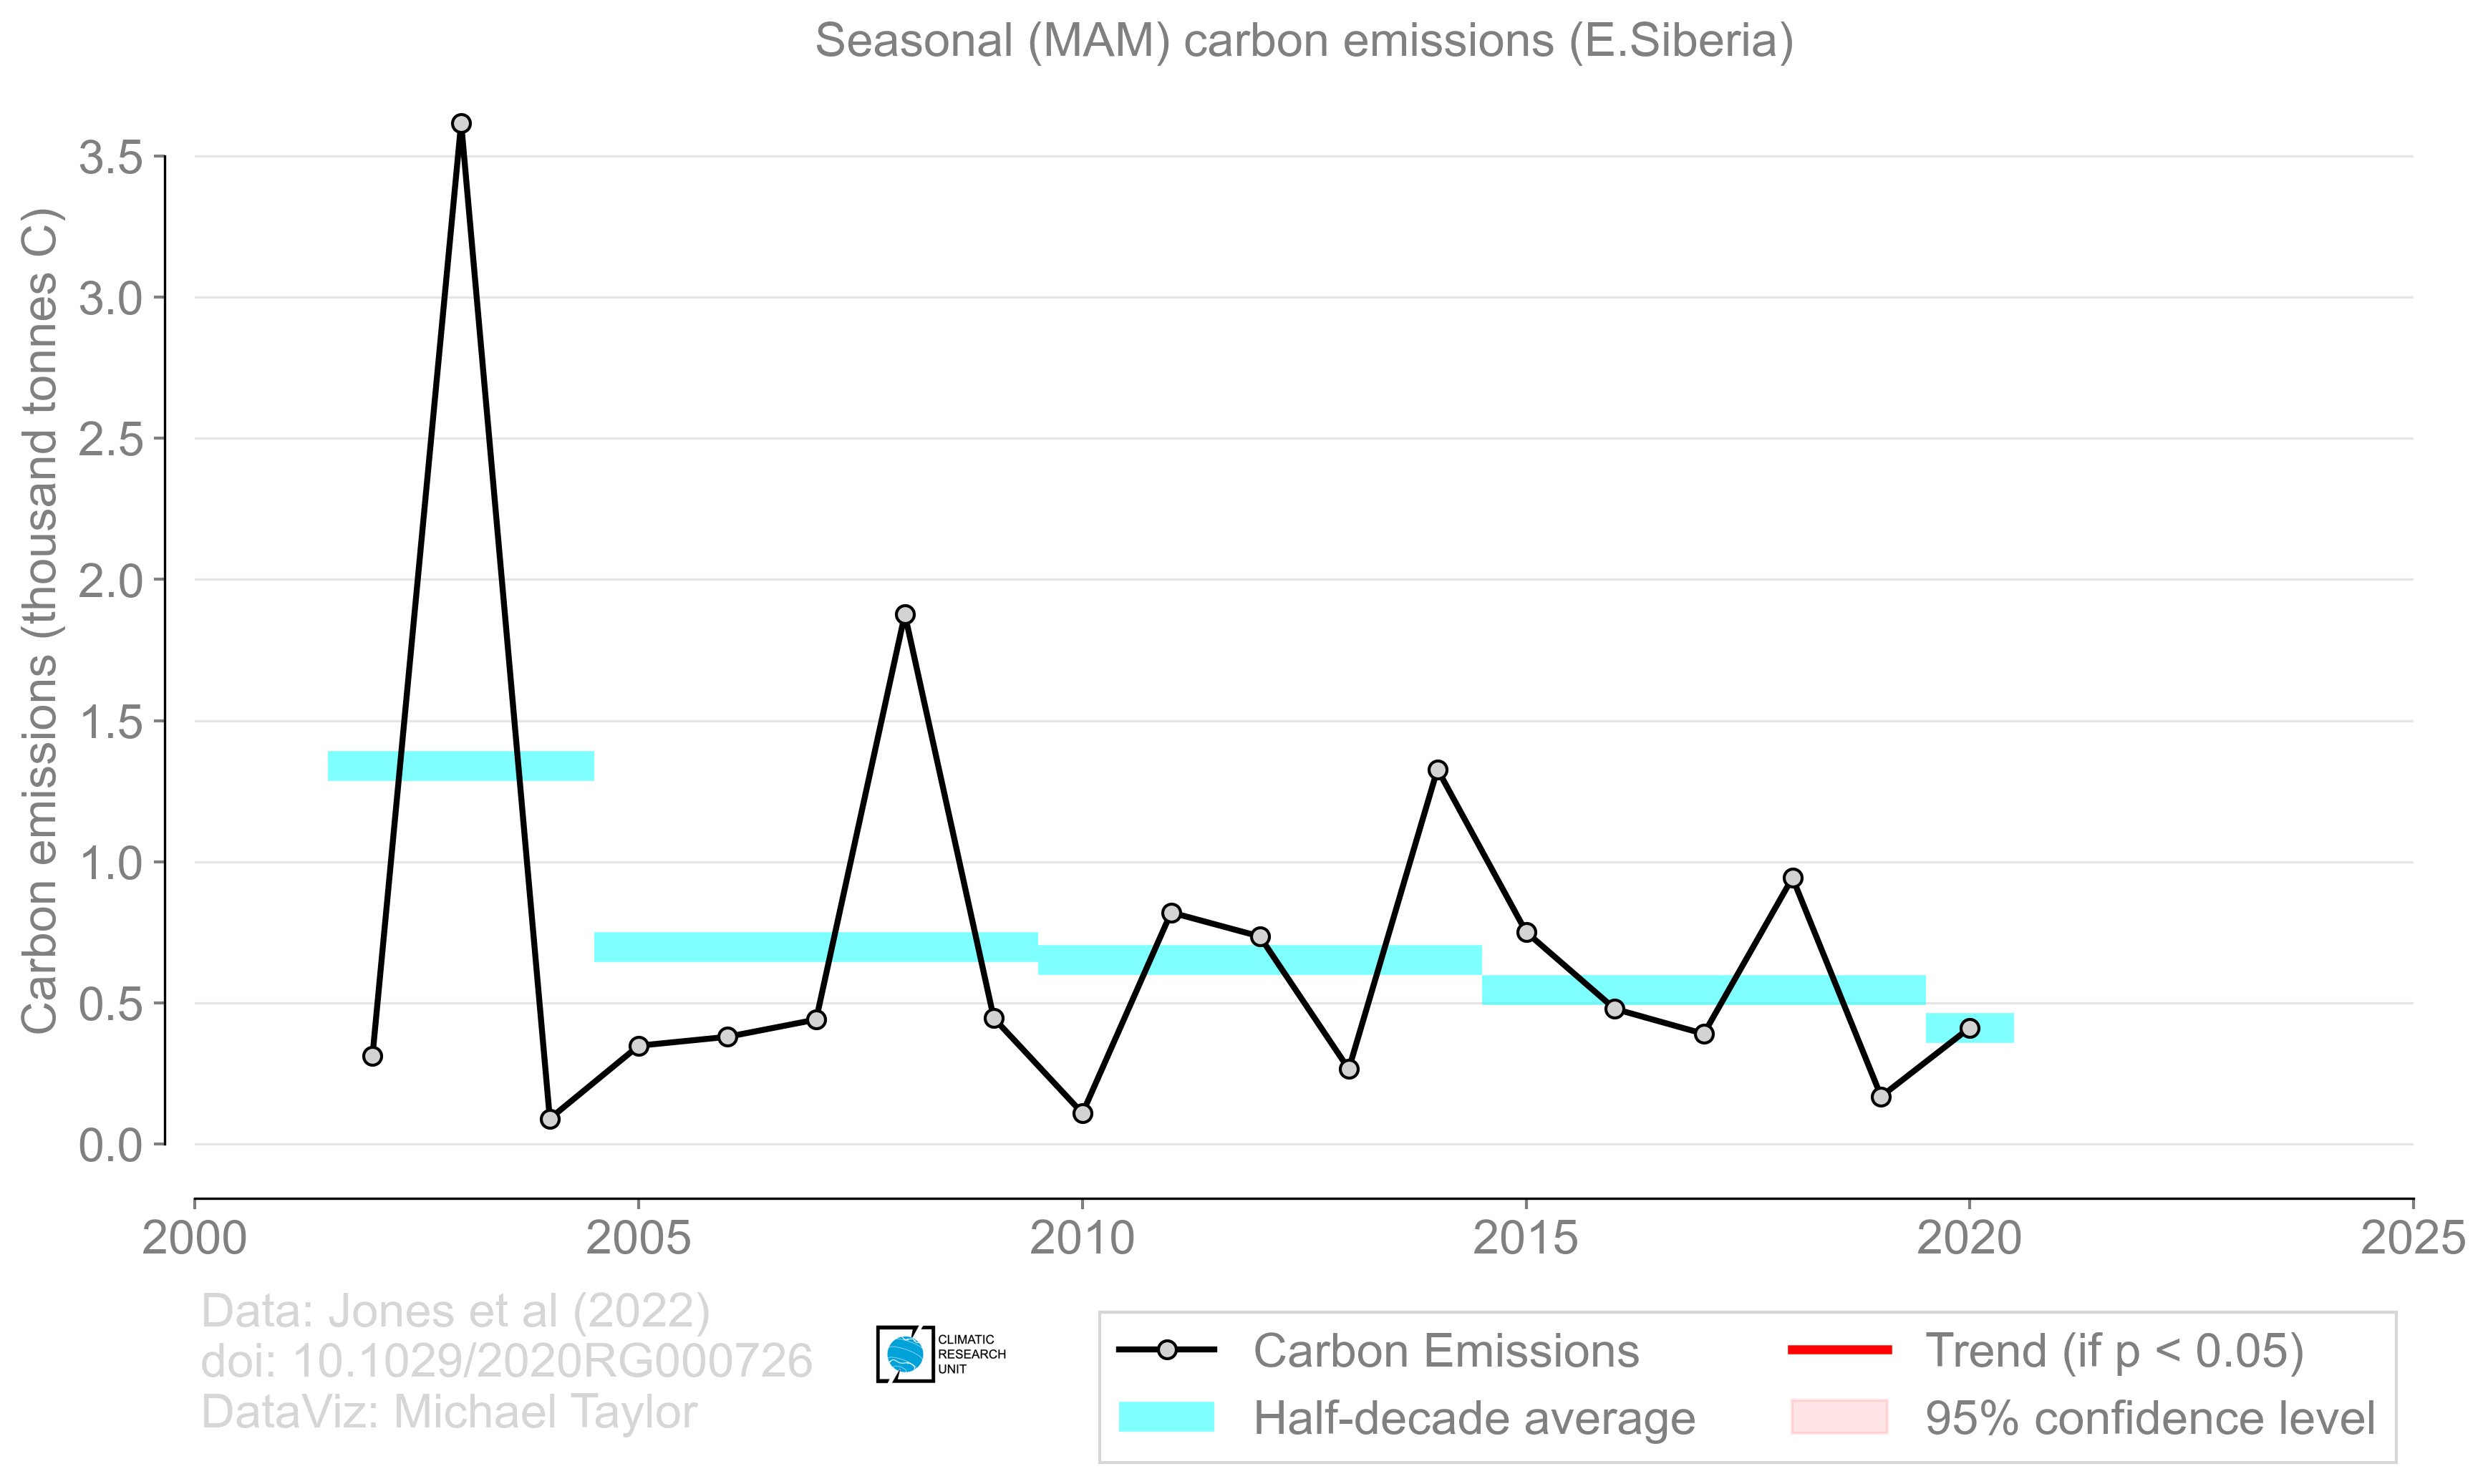 Seasonal (MAM) carbon emissions (E.Siberia)
Carbon emissions (thousand tonnes C)
3.5
3.0
2.5
2.0
1.5
1.0
0.5
0.0
2000 2005 2010 2015 2020 2025
Data: Jones et al (2022)
doi: 10.1029/2020RG000726
DataViz: Michael Taylor
CLIMATIC
RESEARCH
UNIT
Carbon Emissions
Half-decade average
Trend (if p < 0.05)
95% confidence level